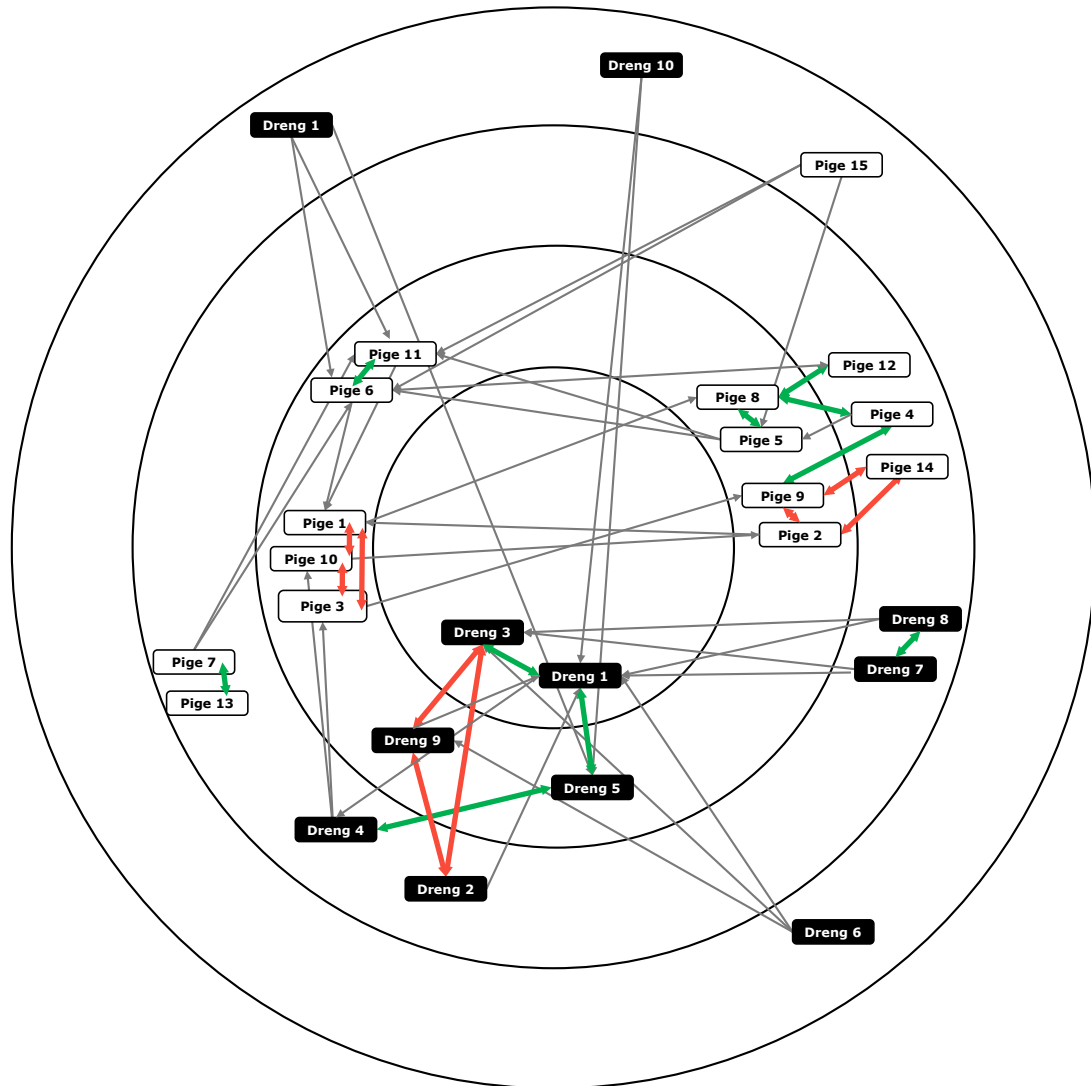 Dreng 10
Dreng 1
Pige 15
Pige 11
Pige 12
Pige 6
Pige 8
Pige 4
Pige 5
Pige 14
Pige 9
Pige 1
Pige 2
Pige 10
Pige 3
Dreng 8
Dreng 3
Pige 7
Dreng 7
Dreng 1
Pige 13
Dreng 9
Dreng 5
Dreng 4
Dreng 2
Dreng 6